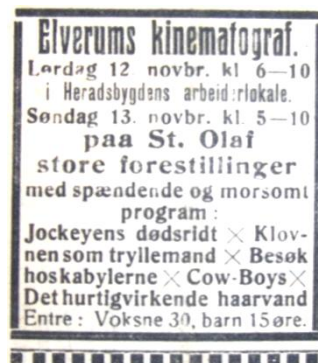 Elverums kinematograf.
Lørdag 12 novbr. kl 6—10
i Heradsbygdens arbeiderlokale.
Søndag 13. novbr. kl 5—10
paa St. Olaf
store forestillinger
med spændende og morsomt
program :
Jockeyens dødsridt × Klov-
nen som tryllemand × Besøk
hos kabylerne × Cow-Boys ×
Det hurtigvirkende haarvand
Entre : Voksne 30, barn 15 øre.